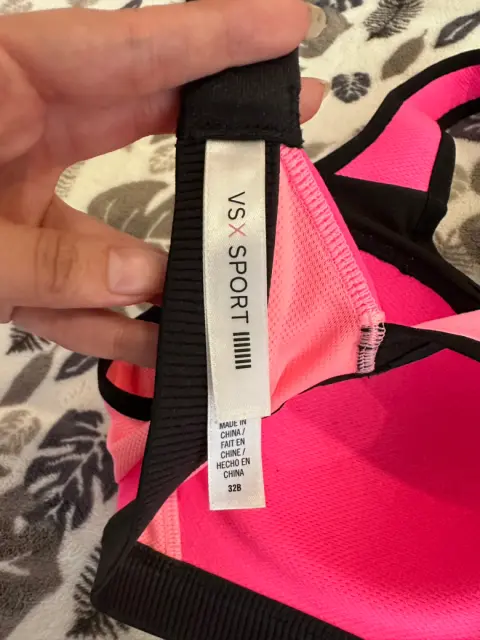 VSX SPORT
MADE IN
CHINA /
FAIT EN
CHINE /
HECHO EN
CHINA
32B